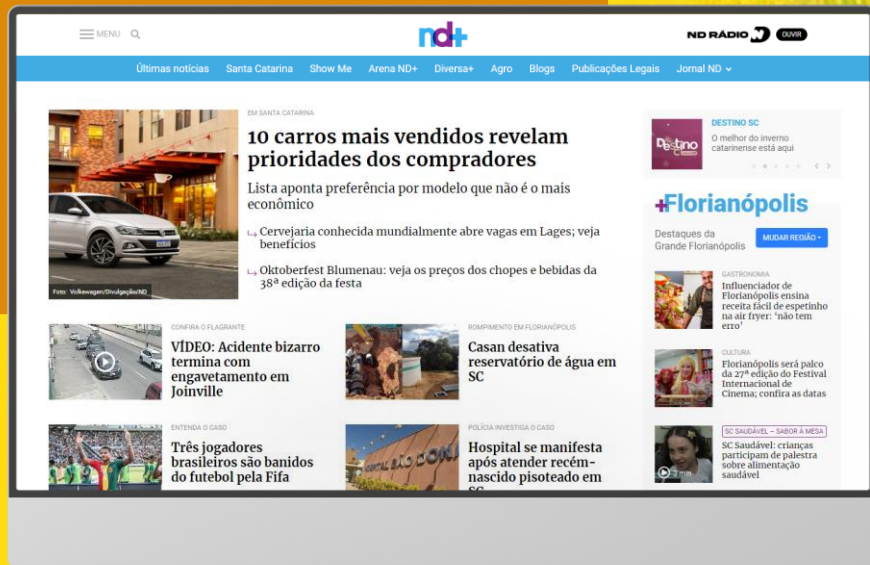 MENU
nd+
ND RÁDIO N
OUVIR
Últimas notícias Santa Catarina Show Me Arena ND+ Diversa+ Agro Blogs Publicações Legais Jornal ND
EM SANTA CATARINA
10 carros mais vendidos revelam
prioridades dos compradores
Lista aponta preferência por modelo que não é o mais
econômico
Cervejaria conhecida mundialmente abre vagas em Lages; veja
benefícios
Oktoberfest Blumenau: veja os preços dos chopes e bebidas da
38ª edição da festa
Foto: Volkswagen/Divulgação/ND
CONFIRA O FLAGRANTE
VÍDEO: Acidente bizarro
termina com
engavetamento em
Joinville
ROMPIMENTO EM FLORIANÓPOLIS
Casan desativa
reservatório de água em
SC
ENTENDA O CASO
Três jogadores
brasileiros são banidos
do futebol pela Fifa
POLÍCIA INVESTIGA O CASO
Hospital se manifesta
após atender recém-
nascido pisoteado em
SC
Destino
DESTINO SC
O melhor do inverno
catarinense está aqui
+Florianópolis
Destaques da
Grande Florianópolis
MUDAR REGIÃO
GASTRONOMIA
Influenciador de
Florianópolis ensina
receita fácil de espetinho
na air fryer: 'não tem
erro'
CULTURA
Florianópolis será palco
da 27ª edição do Festival
Internacional de
Cinema; confira as datas
SC SAUDÁVEL – SABOR À MESA
SC Saudável: crianças
participam de palestra
sobre alimentação
saudável